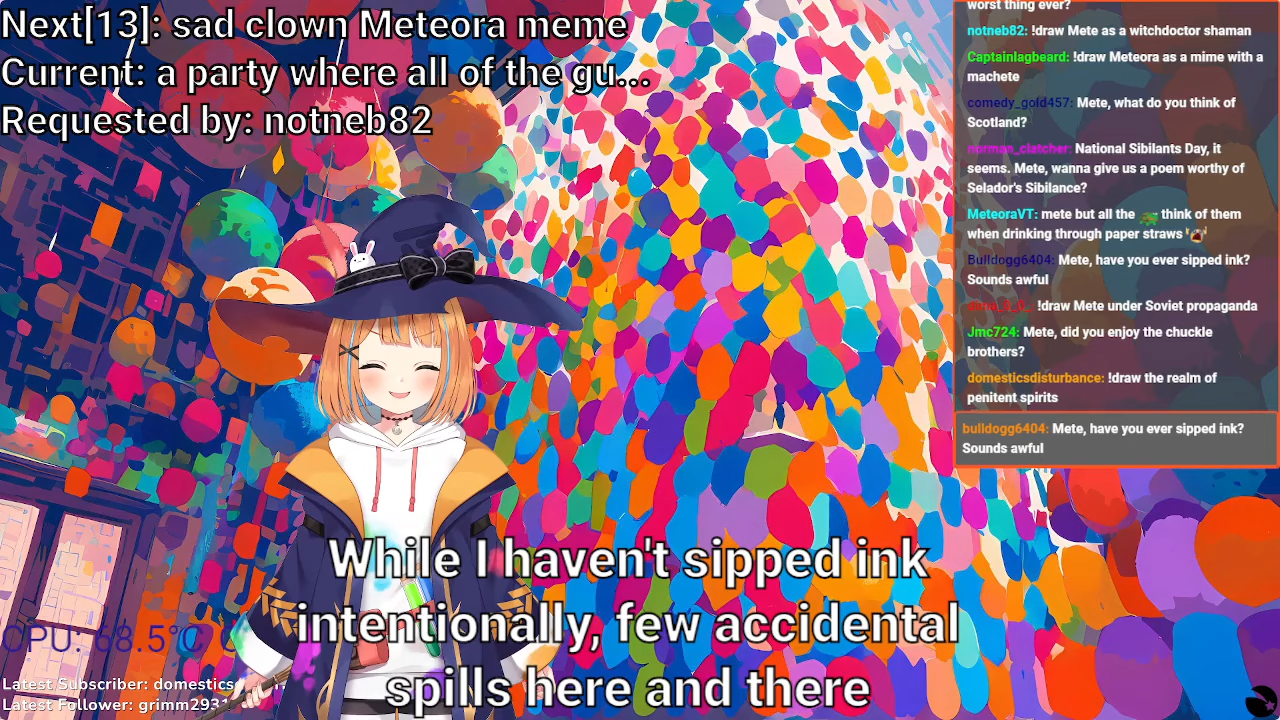 Next[13]: sad clown Meteora meme
Current: a party where all of the gu...
Requested by: notneb82
worst thing ever?
notneb82: !draw Mete as a witchdoctor shaman
Captainlagbeard: !draw Meteora as a mime with a
machete
comedy_gold457: Mete, what do you think of
Scotland?
norman_clatcher: National Sibilants Day, it
seems. Mete, wanna give us a poem worthy of
Selador's Sibilance?
MeteoraVT: mete but all the think of them
when drinking through paper straws
Bulldogg6404: Mete, have you ever sipped ink?
Sounds awful
!draw Mete under Soviet propaganda
Jmc724: Mete, did you enjoy the chuckle
brothers?
domesticsdisturbance: !draw the realm of
penitent spirits
bulldogg6404: Mete, have you ever sipped ink?
Sounds awful
While I haven't sipped ink
intentionally, few accidental
spills here and there
CPU: 68.5°C
Latest Subscriber: domestics
Latest Follower: grimm293